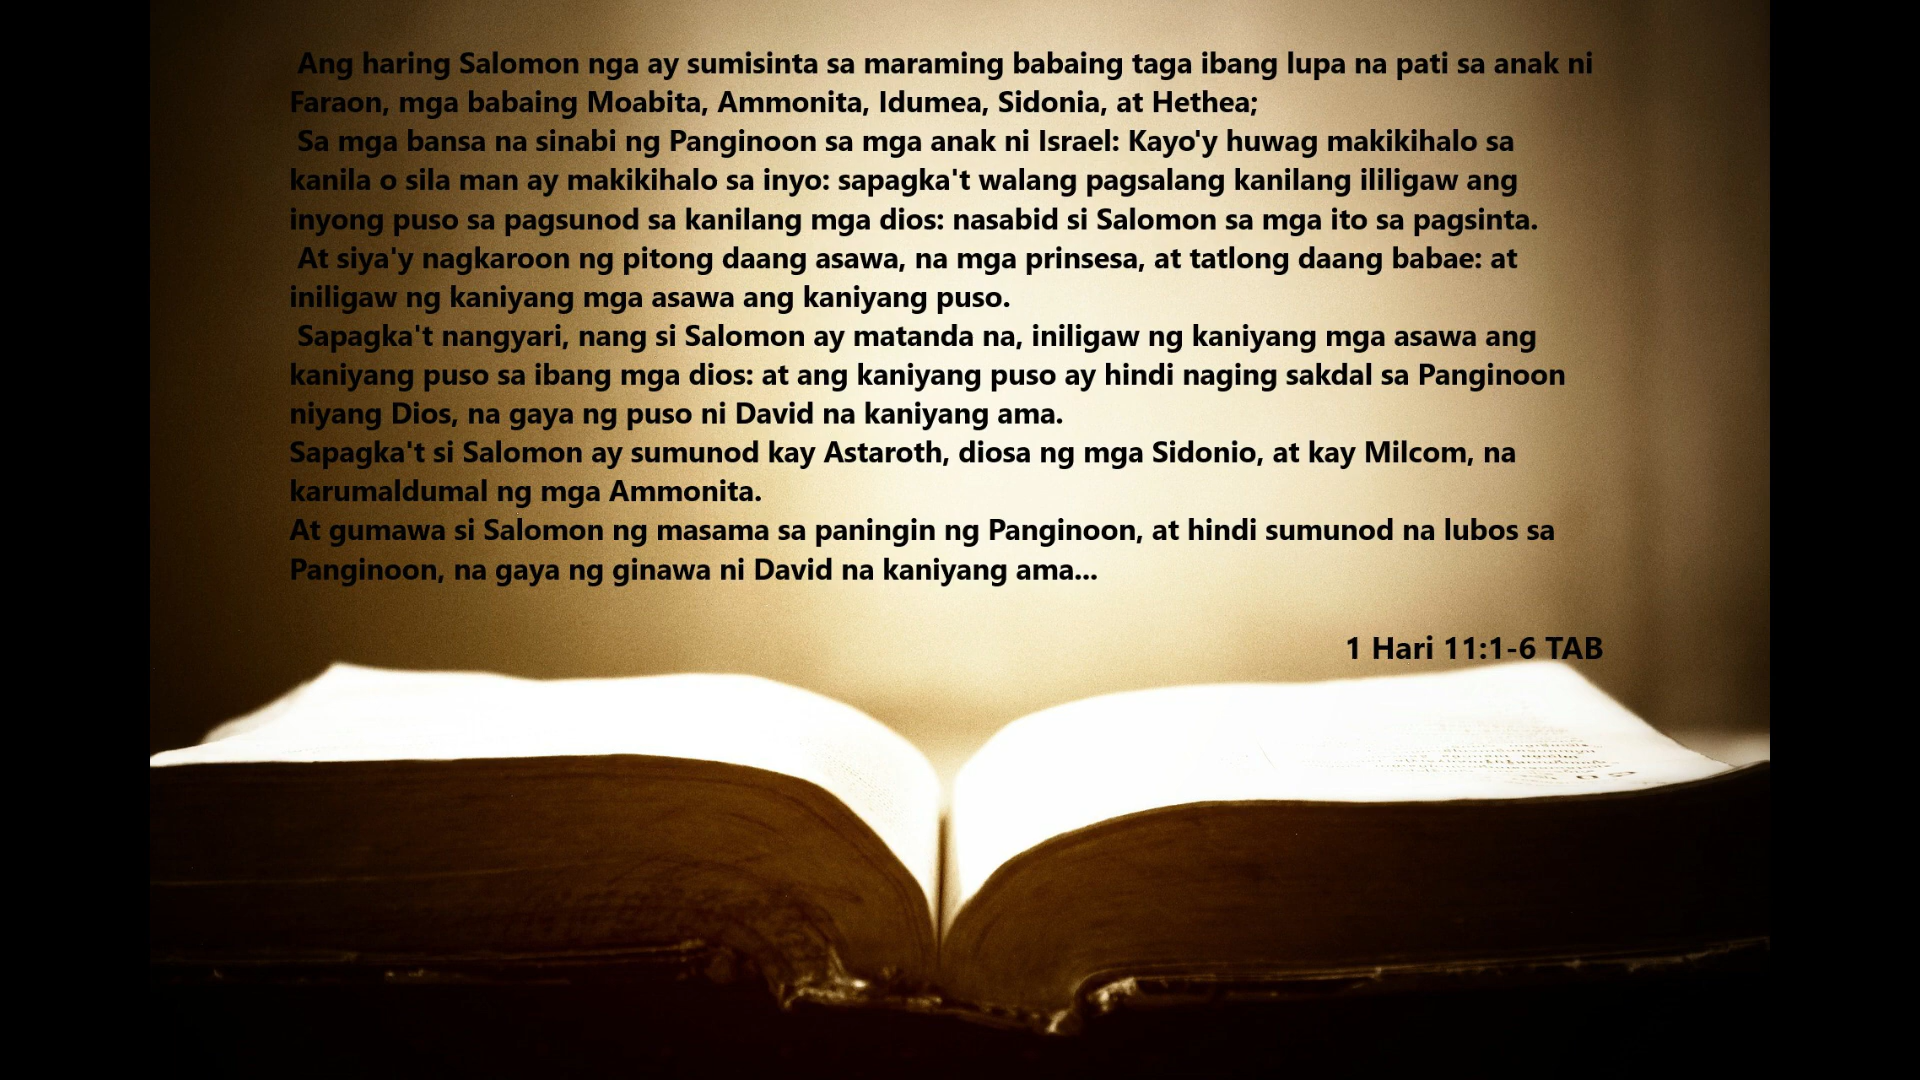 Ang haring Salomon nga ay sumisinta sa maraming babaing taga ibang lupa na pati sa anak ni
Faraon, mga babaing Moabita, Ammonita, Idumea, Sidonia, at Hethea;
Sa mga bansa na sinabi ng Panginoon sa mga anak ni Israel: Kayo'y huwag makikihalo sa
kanila o sila man ay makikihalo sa inyo: sapagka't walang pagsalang kanilang ililigaw ang
inyong puso sa pagsunod sa kanilang mga dios: nasabid si Salomon sa mga ito sa pagsinta.
At siya'y nagkaroon ng pitong daang asawa, na mga prinsesa, at tatlong daang babae: at
iniligaw ng kaniyang mga asawa ang kaniyang puso.
Sapagka't nangyari, nang si Salomon ay matanda na, iniligaw ng kaniyang mga asawa ang
kaniyang puso sa ibang mga dios: at ang kaniyang puso ay hindi naging sakdal sa Panginoon
niyang Dios, na gaya ng puso ni David na kaniyang ama.
Sapagka't si Salomon ay sumunod kay Astaroth, diosa ng mga Sidonio, at kay Milcom, na
karumaldumal ng mga Ammonita.
At gumawa si Salomon ng masama sa paningin ng Panginoon, at hindi sumunod na lubos sa
Panginoon, na gaya ng ginawa ni David na kaniyang ama...
1 Hari 11:1-6 TAB